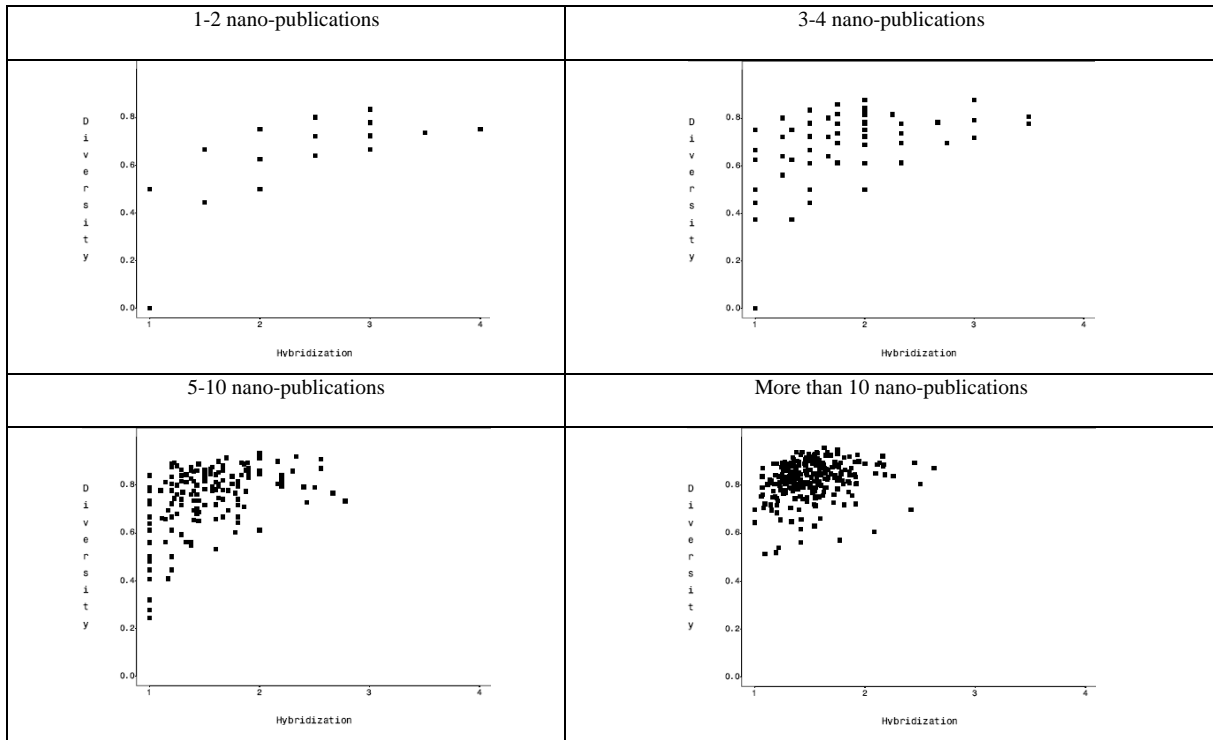 1-2 nano-publications
3-4 nano-publications
D
i
v
e
r
s
i
t
y
0.8
0.6
0.4
0.2
0.0
1 2 3 4
Hybridization
D
i
v
e
r
s
i
t
y
0.8
0.6
0.4
0.2
0.0
1 2 3 4
Hybridization
5-10 nano-publications
More than 10 nano-publications
D
i
v
e
r
s
i
t
y
0.8
0.6
0.4
0.2
0.0
1 2 3 4
Hybridization
D
i
v
e
r
s
i
t
y
0.8
0.6
0.4
0.2
0.0
1 2 3 4
Hybridization